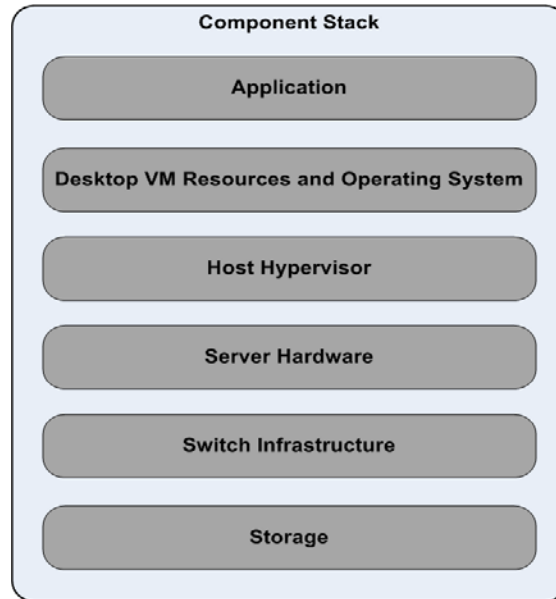 Component Stack
Application
Desktop VM Resources and Operating System
Host Hypervisor
Server Hardware
Switch Infrastructure
Storage